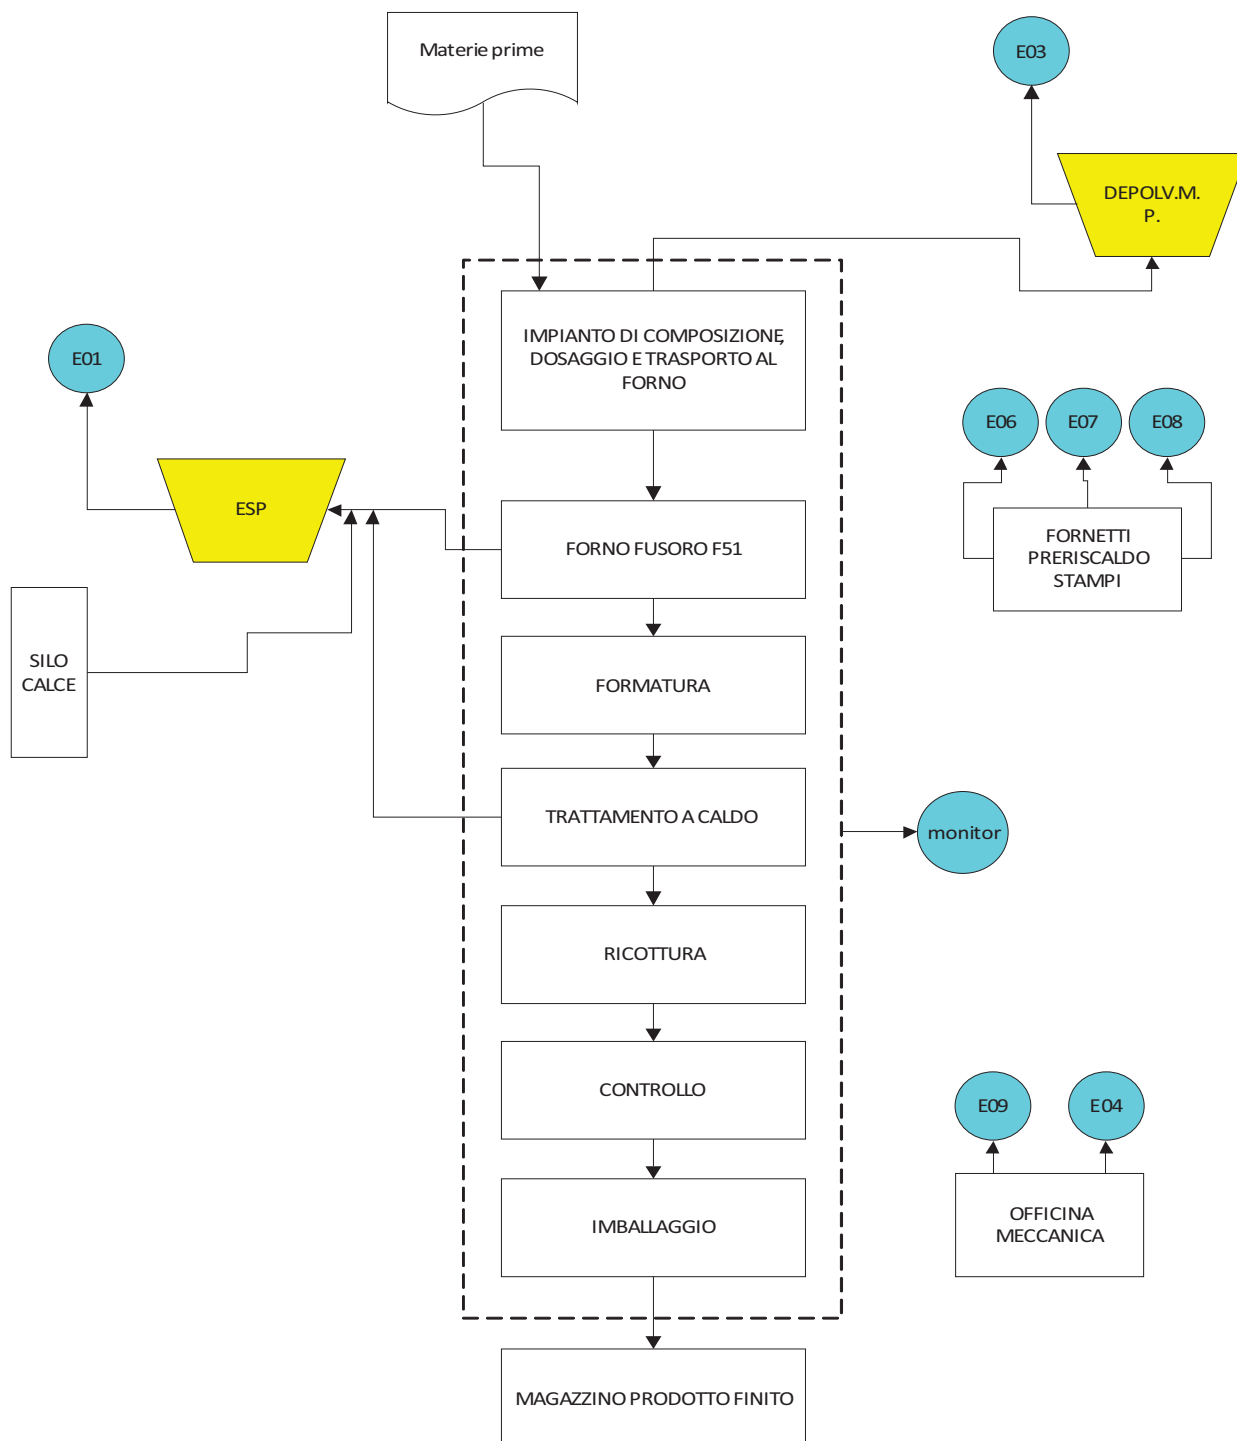 Materie prime
E03
DEPOLV.M.
P.
IMPIANTO DI COMPOSIZIONE,
DOSAGGIO E TRASPORTO AL
FORNO
E01
E06
E07
E08
ESP
FORNO FUSORO F51
FORNETTI
PRERISCALDO
STAMPI
SILO
CALCE
FORMATURA
TRATTAMENTO A CALDO
monitor
RICOTTURA
CONTROLLO
E09
E04
IMBALLAGGIO
OFFICINA
MECCANICA
MAGAZZINO PRODOTTO FINITO